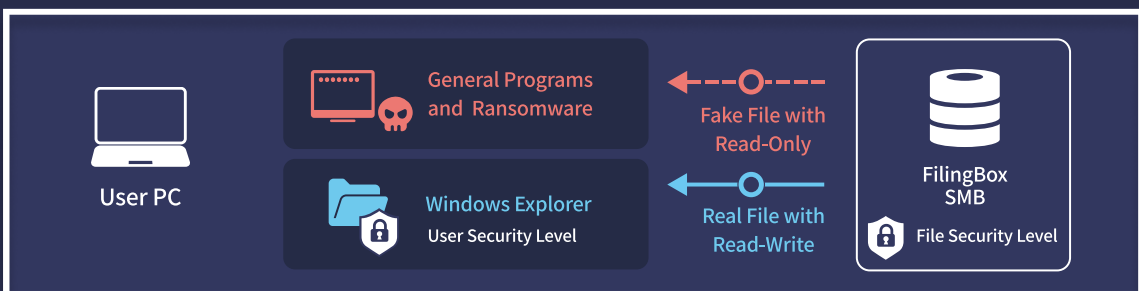 User PC
General Programs
and Ransomware
Windows Explorer
User Security Level
Fake File with
Read-Only
Real File with
Read-Write
FilingBox
SMB
File Security Level